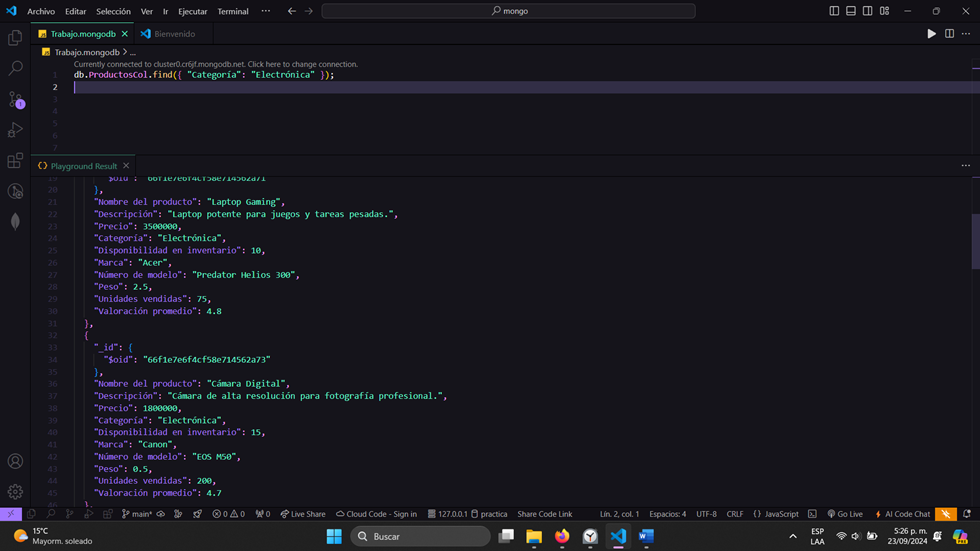 Archivo Editar Selección Ver Ir Ejecutar Terminal ··· mongo
Trabajo.mongodb Bienvenido
Trabajo.mongodb > ...
Currently connected to cluster0.cr6jf.mongodb.net. Click here to change connection.
1 db.ProductosCol.find({ "Categoría": "Electrónica" });
2
3
4
5
6
7
1
Playground Result
19 "$oid": "66f1e7e6f4cf58e714562a71"
20 },
21 "Nombre del producto": "Laptop Gaming",
22 "Descripción": "Laptop potente para juegos y tareas pesadas.",
23 "Precio": 3500000,
24 "Categoría": "Electrónica",
25 "Disponibilidad en inventario": 10,
26 "Marca": "Acer",
27 "Número de modelo": "Predator Helios 300",
28 "Peso": 2.5,
29 "Unidades vendidas": 75,
30 "Valoración promedio": 4.8
31 },
32 {
33 "_id": {
34 "$oid": "66f1e7e6f4cf58e714562a73"
35 },
36 "Nombre del producto": "Cámara Digital",
37 "Descripción": "Cámara de alta resolución para fotografía profesional.",
38 "Precio": 1800000,
39 "Categoría": "Electrónica",
40 "Disponibilidad en inventario": 15,
41 "Marca": "Canon",
42 "Número de modelo": "EOS M50",
43 "Peso": 0.5,
44 "Unidades vendidas": 200,
45 "Valoración promedio": 4.7
46 },
main* 0 0 0 Live Share Cloud Code - Sign in 127.0.0.1 practica Share Code Link Lín. 2, col. 1 Espacios: 4 UTF-8 CRLF {} JavaScript Go Live AI Code Chat
15°C
Mayorm. soleado
Buscar
ESP
LAA
5:26 p. m.
23/09/2024